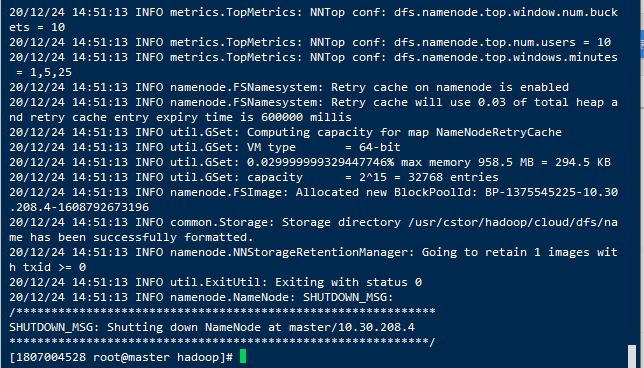 20/12/24 14:51:13 INFO metrics.TopMetrics: NNTop conf: dfs.namenode.top.window.num.buck
ets = 10
20/12/24 14:51:13 INFO metrics.TopMetrics: NNTop conf: dfs.namenode.top.num.users = 10
20/12/24 14:51:13 INFO metrics.TopMetrics: NNTop conf: dfs.namenode.top.windows.minutes
 = 1,5,25
20/12/24 14:51:13 INFO namenode.FSNamesystem: Retry cache on namenode is enabled
20/12/24 14:51:13 INFO namenode.FSNamesystem: Retry cache will use 0.03 of total heap a
nd retry cache entry expiry time is 600000 millis
20/12/24 14:51:13 INFO util.GSet: Computing capacity for map NameNodeRetryCache
20/12/24 14:51:13 INFO util.GSet: VM type       = 64-bit
20/12/24 14:51:13 INFO util.GSet: 0.029999999329447746% max memory 958.5 MB = 294.5 KB
20/12/24 14:51:13 INFO util.GSet: capacity      = 2^15 = 32768 entries
20/12/24 14:51:13 INFO namenode.FSImage: Allocated new BlockPoolId: BP-1375545225-10.30
.208.4-1608792673196
20/12/24 14:51:13 INFO common.Storage: Storage directory /usr/cstor/hadoop/cloud/dfs/na
me has been successfully formatted.
20/12/24 14:51:13 INFO namenode.NNStorageRetentionManager: Going to retain 1 images wit
h txid >= 0
20/12/24 14:51:13 INFO util.ExitUtil: Exiting with status 0
20/12/24 14:51:13 INFO namenode.NameNode: SHUTDOWN_MSG:
/************************************************************
SHUTDOWN_MSG: Shutting down NameNode at master/10.30.208.4
************************************************************/
[1807004528 root@master hadoop]#